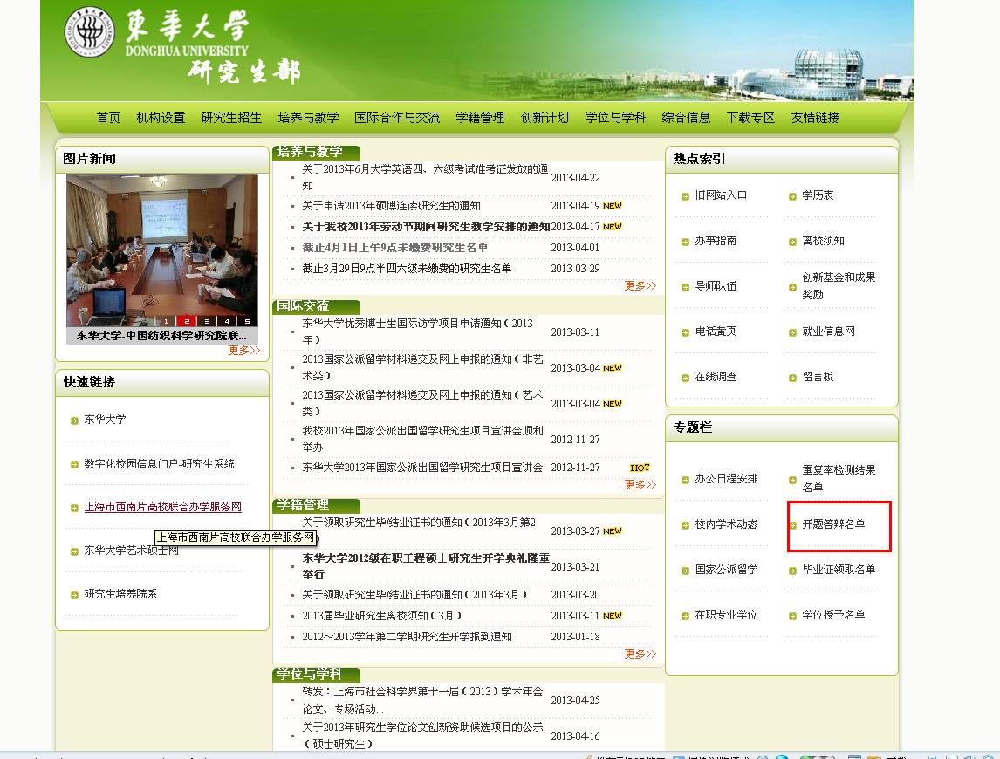 東華大学
DONGHUA UNIVERSITY
研究生部
首页 机构设置 研究生招生 培养与教学 国际合作与交流 学籍管理 创新计划 学位与学科 综合信息 下载专区 友情链接
图片新闻
1 2 3 4 5
东华大学-中国纺织科学研究院联...
更多>>
快速链接
东华大学
数字化校园信息门户-研究生系统
上海市西南片高校联合办学服务网
上海市西南片高校联合办学服务网
东华大学艺术硕士网
研究生培养院系
培养与教学
关于2013年6月大学英语四、六级考试准考证发放的通
知
2013-04-22
关于申请2013年硕博连读研究生的通知 2013-04-19 NEW
关于我校2013年劳动节期间研究生教学安排的通知 2013-04-17 NEW
截止4月1日上午9点未缴费研究生名单 2013-04-01
截止3月29日9点半四六级未缴费的研究生名单 2013-03-29
更多>>
国际交流
东华大学优秀博士生国际访学项目申请通知（2013
年）
2013-03-11
2013国家公派留学材料递交及网上申报的通知（非艺
术类）
2013-03-04 NEW
2013国家公派留学材料递交及网上申报的通知（艺术
类）
2013-03-04 NEW
我校2013年国家公派出国留学研究生项目宣讲会顺利
举办
2012-11-27
东华大学2013年国家公派出国留学研究生项目宣讲会 2012-11-27 HOT
更多>>
学籍管理
关于领取研究生毕/结业证书的通知（2013年3月第2
）
2013-03-27 NEW
东华大学2012级在职工程硕士研究生开学典礼隆重
举行
2013-03-21
关于领取研究生毕/结业证书的通知（2013年3月） 2013-03-20
2013届毕业研究生离校须知（3月） 2013-03-11 NEW
2012～2013学年第二学期研究生开学报到通知 2013-01-18
更多>>
学位与学科
转发：上海市社会科学界第十一届（2013）学术年会
论文、专场活动...
2013-04-25
关于2013年研究生学位论文创新资助候选项目的公示
（硕士研究生）
2013-04-16
热点索引
旧网站入口 学历表
办事指南 离校须知
导师队伍 创新基金和成果
奖励
电话黄页 就业信息网
在线调查 留言板
专题栏
办公日程安排 重复率检测结果
名单
校内学术动态 开题答辩名单
国家公派留学 毕业证领取名单
在职专业学位 学位授予名单